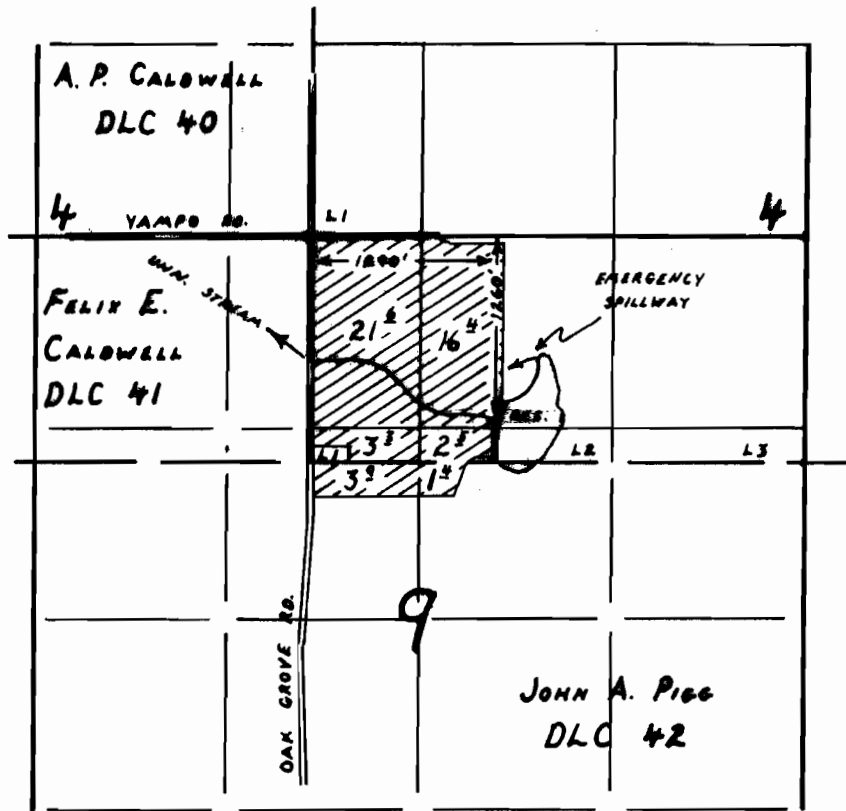 A. P. CALDWELL
DLC 40
4
YAMPO RD.
L1
4
1290'
UNN. STREAM
1260'
EMERGENCY
SPILLWAY
FELIX E.
CALDWELL
DLC 41
21 6
16 4
RES.
3 3
2 5
L1
L2
L3
3 9
1 4
OAK GROVE RD.
9
JOHN A. PIGG
DLC 42